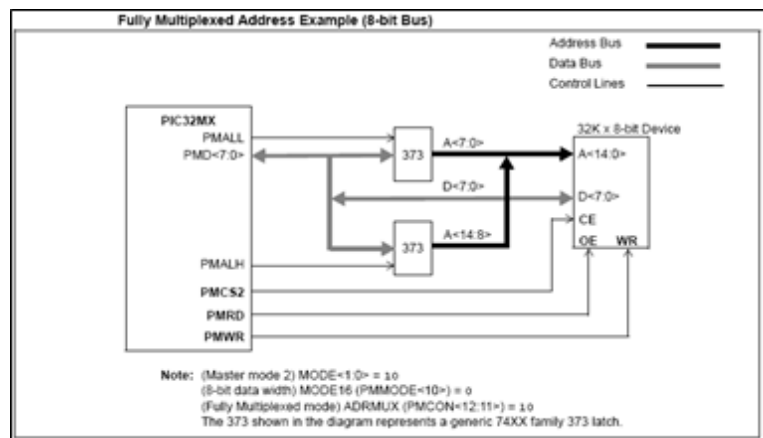 Fully Multiplexed Address Example (8-bit Bus)
Address Bus
Data Bus
Control Lines
PIC32MX
PMALL
PMD<7:0>
373
A<7:0>
32K x 8-bit Device
A<14:0>
D<7:0>
D<7:0>
CE
OE WR
373
A<14:8>
PMALH
PMCS2
PMRD
PMWR
Note: (Master mode 2) MODE<1:0> = 10
(8-bit data width) MODE16 (PMMODE<10>) = 0
(Fully Multiplexed mode) ADRMUX (PMCON<12:11>) = 10
The 373 shown in the diagram represents a generic 74XX family 373 latch.